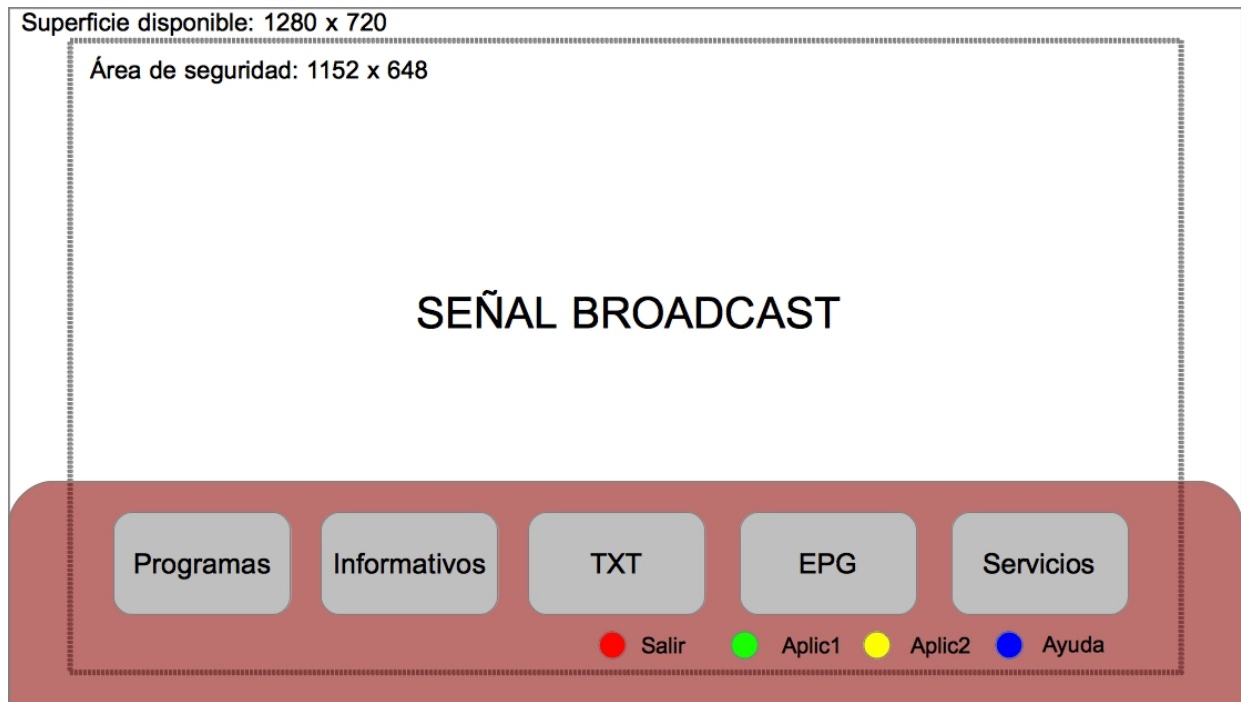 Superficie disponible: 1280 x 720
Área de seguridad: 1152 x 648
SEÑAL BROADCAST
Programas Informativos TXT EPG Servicios
Salir Aplic1 Aplic2 Ayuda